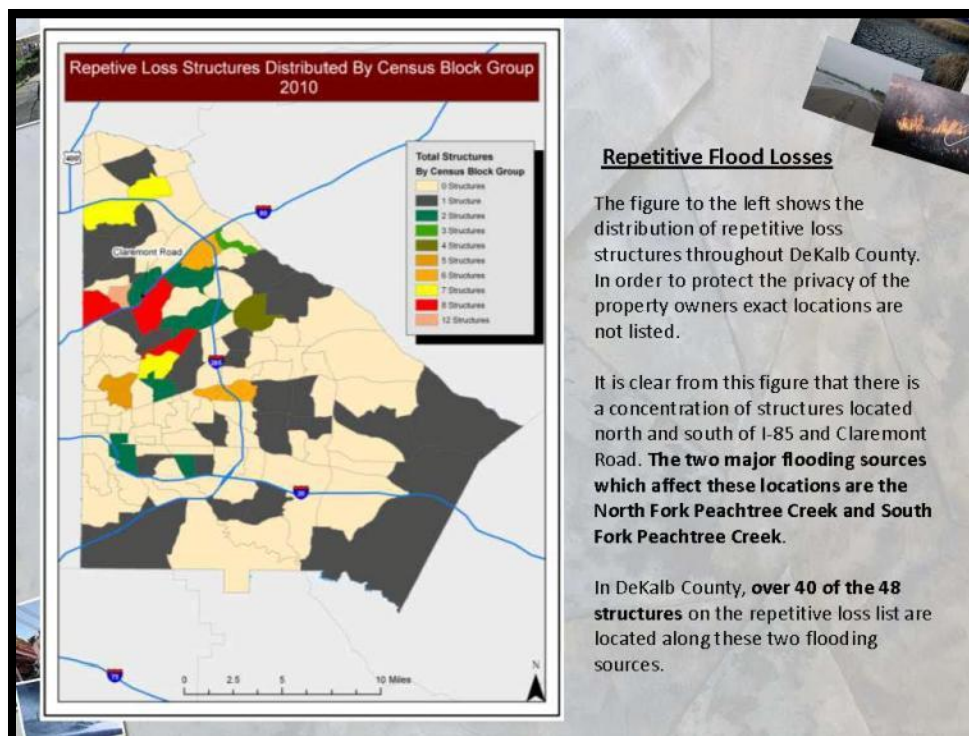 Repetive Loss Structures Distributed By Census Block Group
2010
400
85
Claremont Road
285
20
75
Total Structures
By Census Block Group
0 Structures
1 Structure
2 Structures
3 Structures
4 Structures
5 Structures
6 Structures
7 Structures
8 Structures
12 Structures
0 2.5 5 10 Miles
N
Repetitive Flood Losses
The figure to the left shows the
distribution of repetitive loss
structures throughout DeKalb County.
In order to protect the privacy of the
property owners exact locations are
not listed.
It is clear from this figure that there is
a concentration of structures located
north and south of I-85 and Claremont
Road. The two major flooding sources
which affect these locations are the
North Fork Peachtree Creek and South
Fork Peachtree Creek.
In DeKalb County, over 40 of the 48
structures on the repetitive loss list are
located along these two flooding
sources.